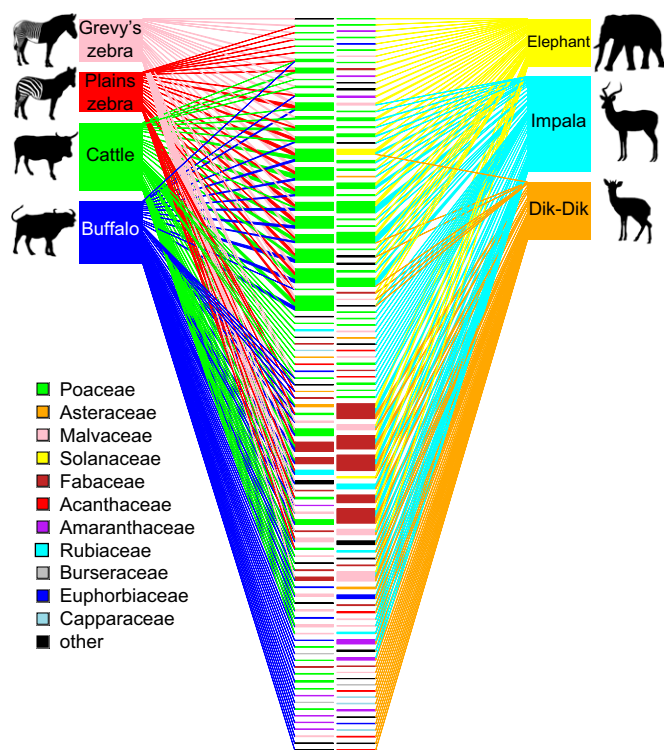 Grevy's
zebra
Plains
zebra
Cattle
Buffalo
Elephant
Impala
Dik-Dik
Poaceae
Asteraceae
Malvaceae
Solanaceae
Fabaceae
Acanthaceae
Amaranthaceae
Rubiaceae
Burseraceae
Euphorbiaceae
Capparaceae
other